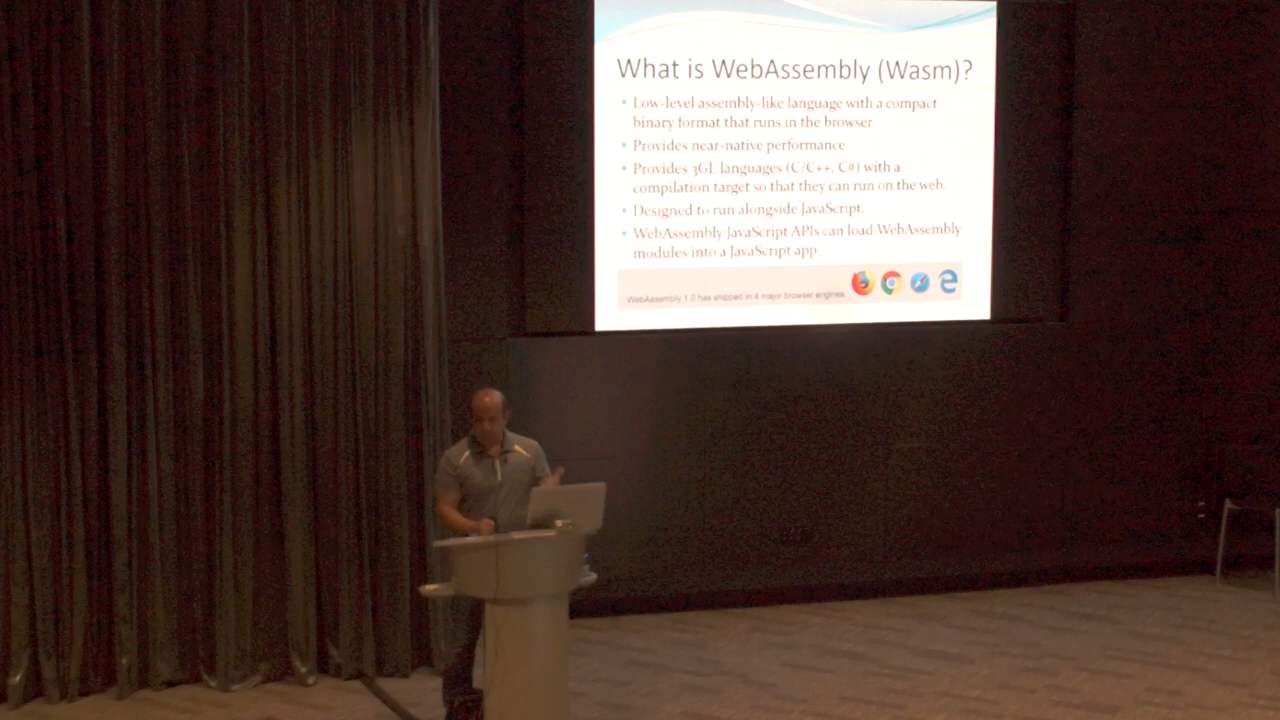 What is WebAssembly (Wasm)?
• Low-level assembly-like language with a compact
binary format that runs in the browser
• Provides near-native performance
• Provides 3GL languages (C/C++, C#) with a
compilation target so that they can run on the web.
• Designed to run alongside JavaScript.
• WebAssembly JavaScript APIs can load WebAssembly
modules into a JavaScript app
WebAssembly 1.0 has shipped in 4 major browser engines.